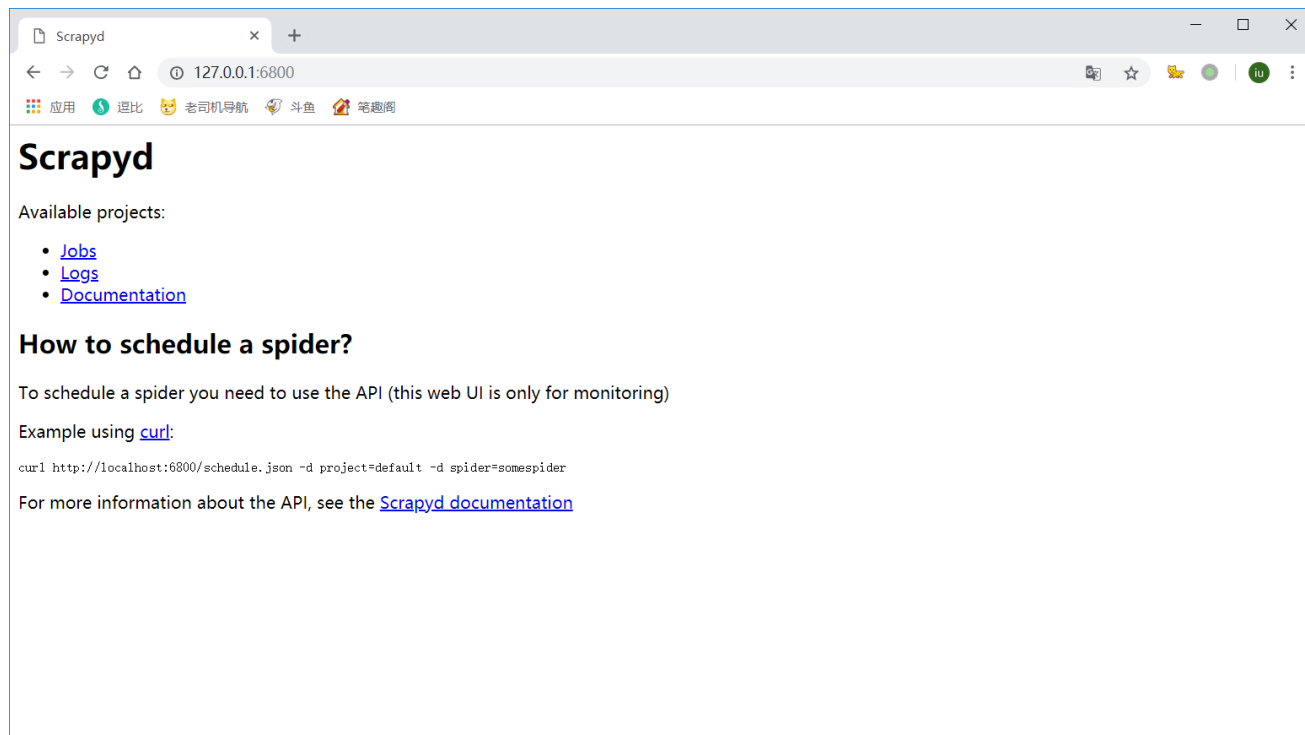 Scrapyd
127.0.0.1:6800
iu
应用 逗比 老司机导航 斗鱼 笔趣阁
Scrapyd
Available projects:
Jobs
Logs
Documentation
How to schedule a spider?
To schedule a spider you need to use the API (this web UI is only for monitoring)
Example using curl:
curl http://localhost:6800/schedule.json -d project=default -d spider=somespider
For more information about the API, see the Scrapyd documentation